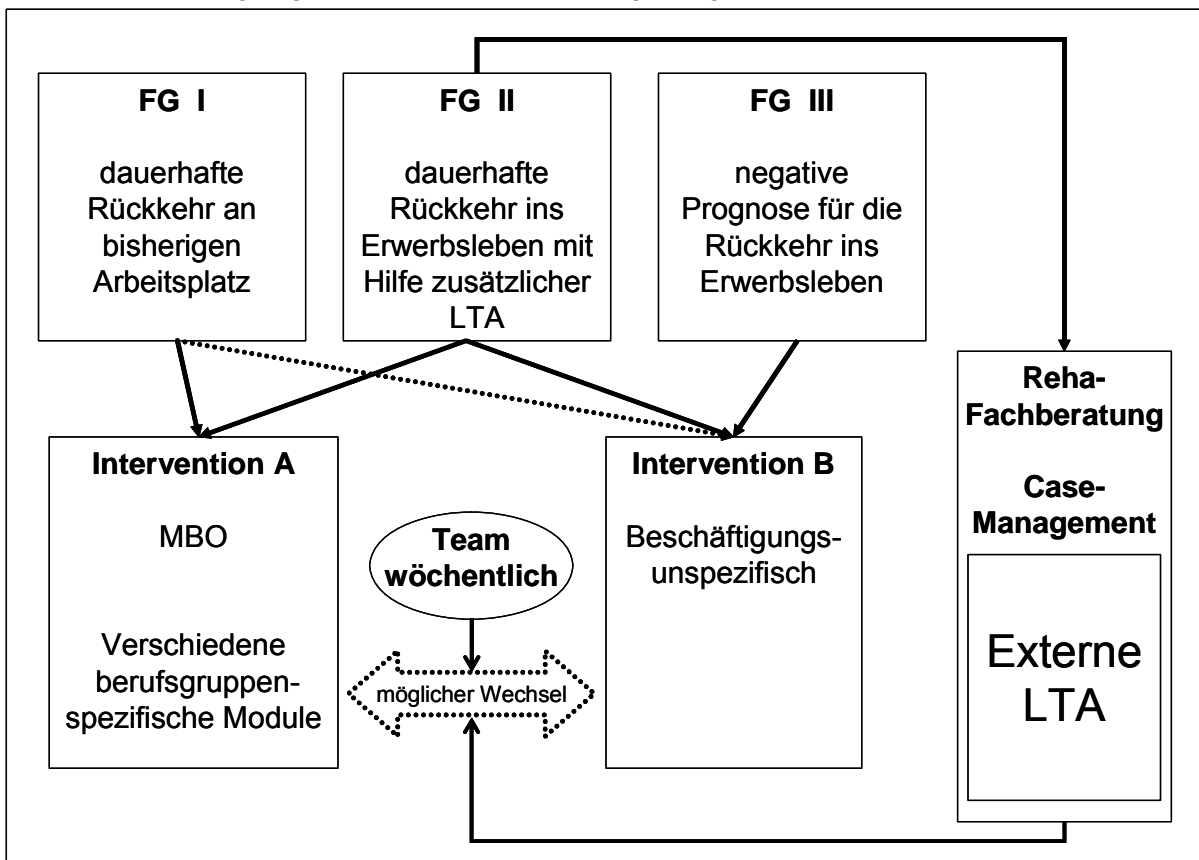 FG I
dauerhafte
Rückkehr an
bisherigen
Arbeitsplatz
FG II
dauerhafte
Rückkehr ins
Erwerbsleben mit
Hilfe zusätzlicher
LTA
FG III
negative
Prognose für die
Rückkehr ins
Erwerbsleben
Reha-
Fachberatung
Case-
Management
Externe
LTA
Intervention A
MBO
Verschiedene
berufsgruppen-
spezifische Module
Team
wöchentlich
möglicher Wechsel
Intervention B
Beschäftigungs-
unspezifisch